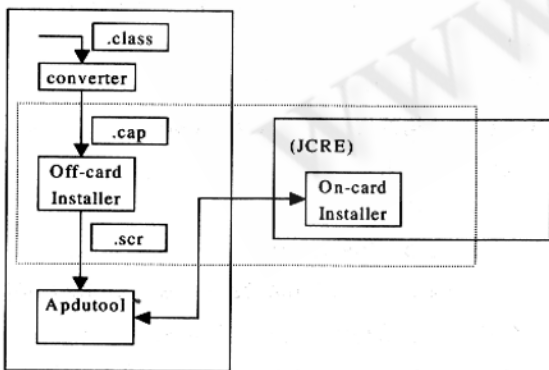 .class
converter
.cap
(JCRE)
Off-card
Installer
On-card
Installer
.scr
Apdutool